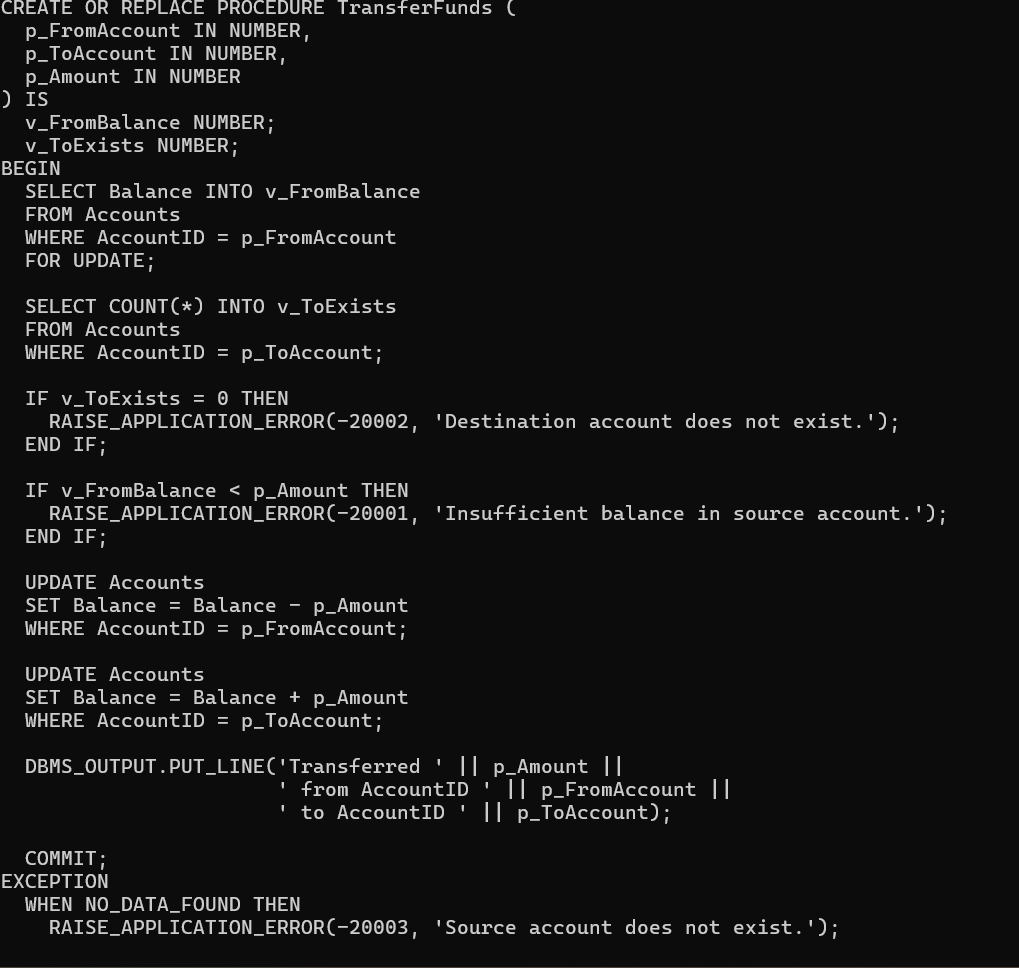 CREATE OR REPLACE PROCEDURE TransferFunds (
  p_FromAccount IN NUMBER,
  p_ToAccount IN NUMBER,
  p_Amount IN NUMBER
) IS
  v_FromBalance NUMBER;
  v_ToExists NUMBER;
BEGIN
  SELECT Balance INTO v_FromBalance
  FROM Accounts
  WHERE AccountID = p_FromAccount
  FOR UPDATE;

  SELECT COUNT(*) INTO v_ToExists
  FROM Accounts
  WHERE AccountID = p_ToAccount;

  IF v_ToExists = 0 THEN
    RAISE_APPLICATION_ERROR(-20002, 'Destination account does not exist.');
  END IF;

  IF v_FromBalance < p_Amount THEN
    RAISE_APPLICATION_ERROR(-20001, 'Insufficient balance in source account.');
  END IF;

  UPDATE Accounts
  SET Balance = Balance - p_Amount
  WHERE AccountID = p_FromAccount;

  UPDATE Accounts
  SET Balance = Balance + p_Amount
  WHERE AccountID = p_ToAccount;

  DBMS_OUTPUT.PUT_LINE('Transferred ' || p_Amount ||
                       ' from AccountID ' || p_FromAccount ||
                       ' to AccountID ' || p_ToAccount);

  COMMIT;
EXCEPTION
  WHEN NO_DATA_FOUND THEN
    RAISE_APPLICATION_ERROR(-20003, 'Source account does not exist.');